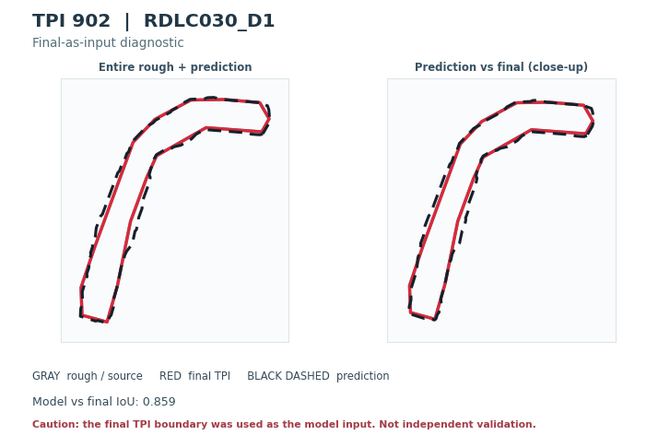 TPI 902 | RDLC030_D1
Final-as-input diagnostic
Entire rough + prediction
Prediction vs final (close-up)
GRAY rough / source RED final TPI BLACK DASHED prediction
Model vs final IoU: 0.859
Caution: the final TPI boundary was used as the model input. Not independent validation.